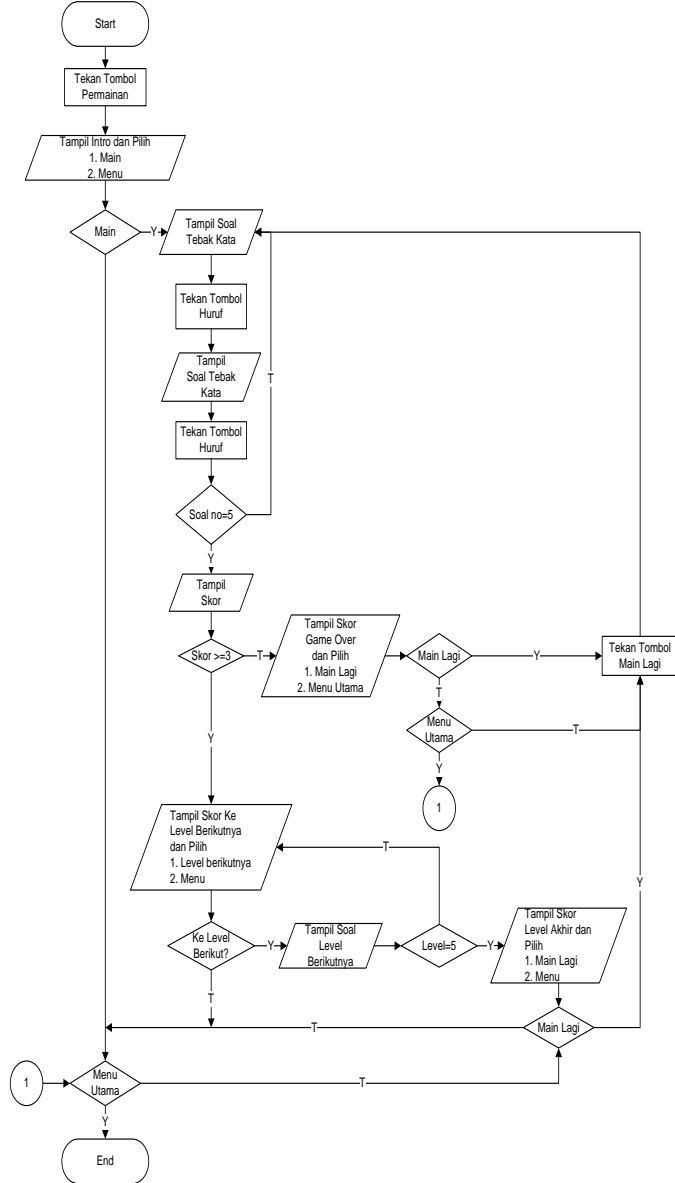 Start
Tekan Tombol
Permainan
Tampil Intro dan Pilih
1. Main
2. Menu
Main
Y
Tampil Soal
Tebak Kata
Tekan Tombol
Huruf
Tampil
Soal Tebak
Kata
T
Tekan Tombol
Huruf
Soal no=5
Y
Tampil
Skor
Skor >=3
T
Tampil Skor
Game Over
dan Pilih
1. Main Lagi
2. Menu Utama
Main Lagi
Y
Tekan Tombol
Main Lagi
T
Menu
Utama
T
Y
Y
1
Tampil Skor Ke
Level Berikutnya
dan Pilih
1. Level berikutnya
2. Menu
T
Y
Ke Level
Berikut?
Y
Tampil Soal
Level
Berikutnya
Level=5
Y
Tampil Skor
Level Akhir dan
Pilih
1. Main Lagi
2. Menu
T
T
Main Lagi
1
Menu
Utama
T
Y
End